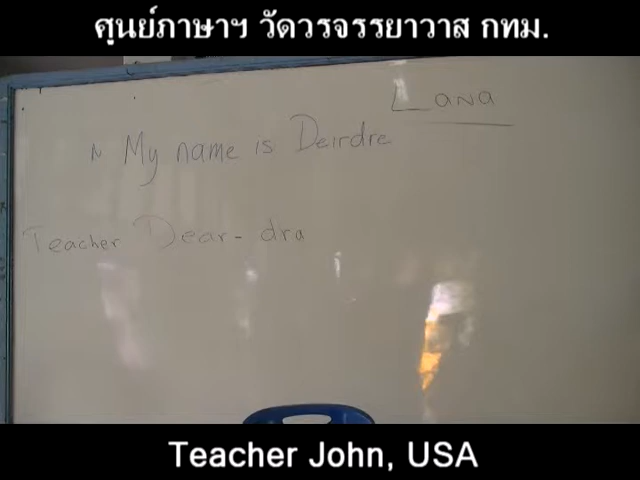 ศูนย์ภาษาฯ วัดวรจรรยาวาส กทม.
Lana
N My name is Deirdre
Teacher Dear-dra
Teacher John, USA